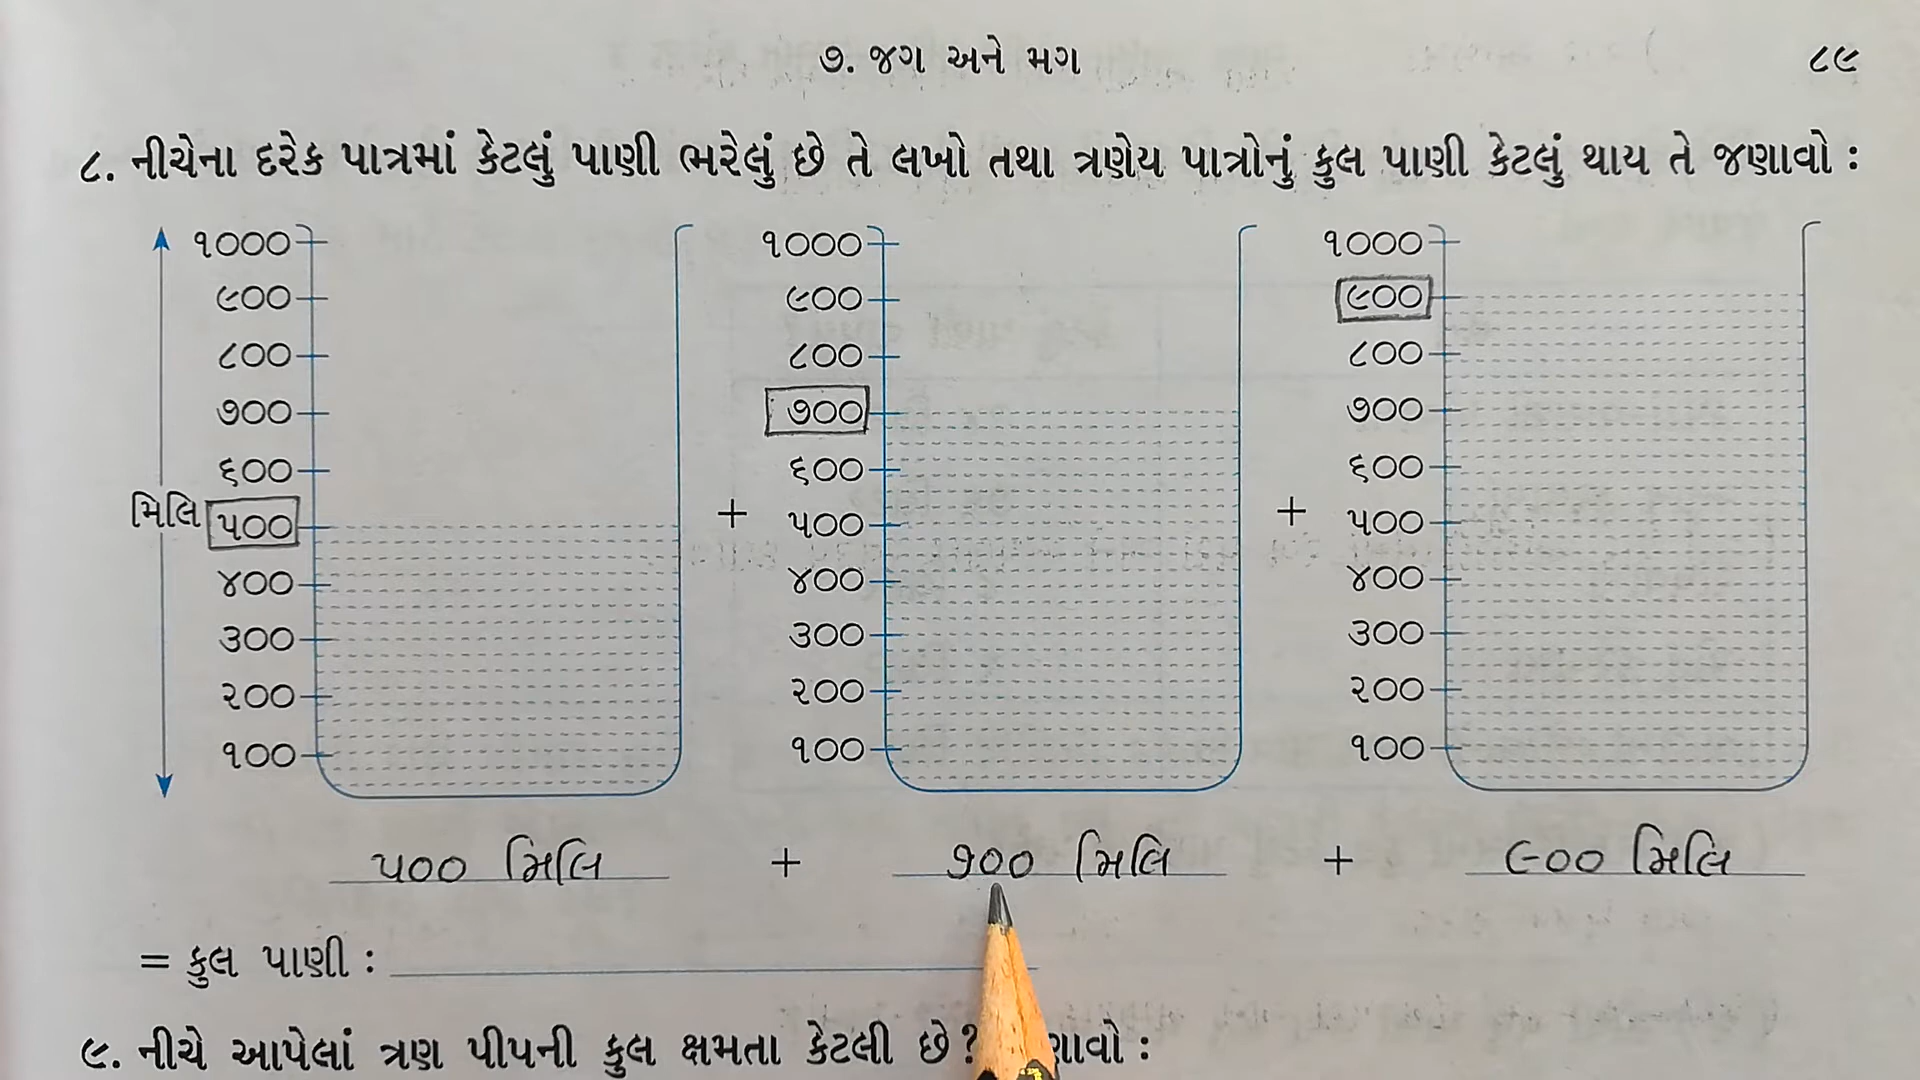 ૭. જગ અને મગ ૮૯
૮. નીચેના દરેક પાત્રમાં કેટલું પાણી ભરેલું છે તે લખો તથા ત્રણેય પાત્રોનું કુલ પાણી કેટલું થાય તે જણાવો :
૧૦૦૦ ૧૦૦૦ ૧૦૦૦
૯૦૦ ૯૦૦ ૯૦૦
૮૦૦ ૮૦૦ ૮૦૦
૭૦૦ ૭૦૦ ૭૦૦
૬૦૦ ૬૦૦ ૬૦૦
મિલિ ૫૦૦ + ૫૦૦ + ૫૦૦
૪૦૦ ૪૦૦ ૪૦૦
૩૦૦ ૩૦૦ ૩૦૦
૨૦૦ ૨૦૦ ૨૦૦
૧૦૦ ૧૦૦ ૧૦૦
૫૦૦ મિલિ + ૭૦૦ મિલિ + ૯૦૦ મિલિ
= કુલ પાણી :
૯. નીચે આપેલાં ત્રણ પીપની કુલ ક્ષમતા કેટલી છે?